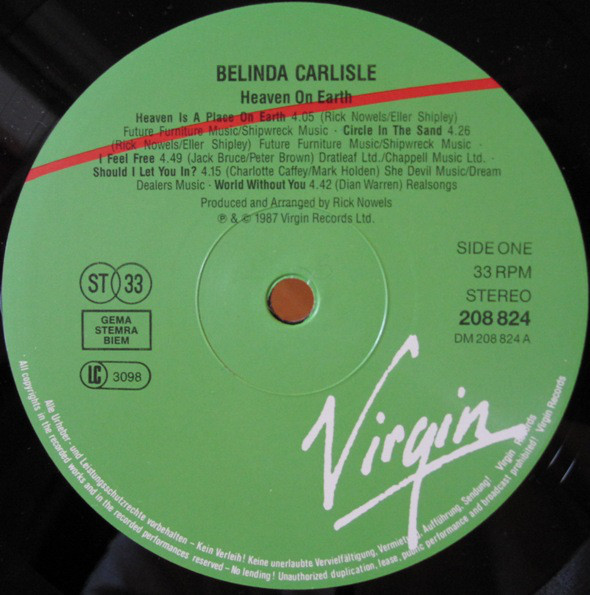 BELINDA CARLISLE
Heaven On Earth
Heaven Is A Place On Earth 4.05 (Rick Nowels/Eller Shipley)
Future Furniture Music/Shipwreck Music · Circle In The Sand 4.26
(Rick Nowels/Eller Shipley) Future Furniture Music/Shipwreck Music ·
I Feel Free 4.49 (Jack Bruce/Peter Brown) Dratleaf Ltd./Chappell Music Ltd. ·
Should I Let You In? 4.15 (Charlotte Caffey/Mark Holden) She Devil Music/Dream
Dealers Music · World Without You 4.42 (Dian Warren) Realsongs
Produced and Arranged by Rick Nowels
℗ & © 1987 Virgin Records Ltd.
SIDE ONE
33 RPM
STEREO
208 824
DM 208 824 A
ST 33
GEMA
STEMRA
BIEM
LC 3098
Virgin
Alle Urheber- und Leistungsschutzrechte vorbehalten – Kein Verleih! Keine unerlaubte Vervielfältigung, Vermietung, Aufführung, Sendung! Virgin Records
· All copyrights in the recorded works and in the recorded performances reserved – No lending! Unauthorized duplication, lease, public performance and broadcast prohibited! Virgin Records